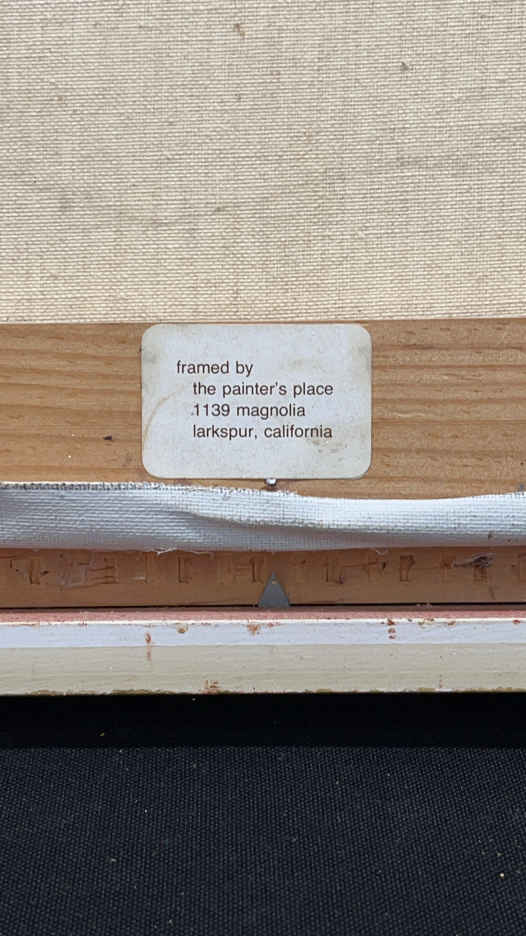 framed by
the painter's place
1139 magnolia
larkspur, california